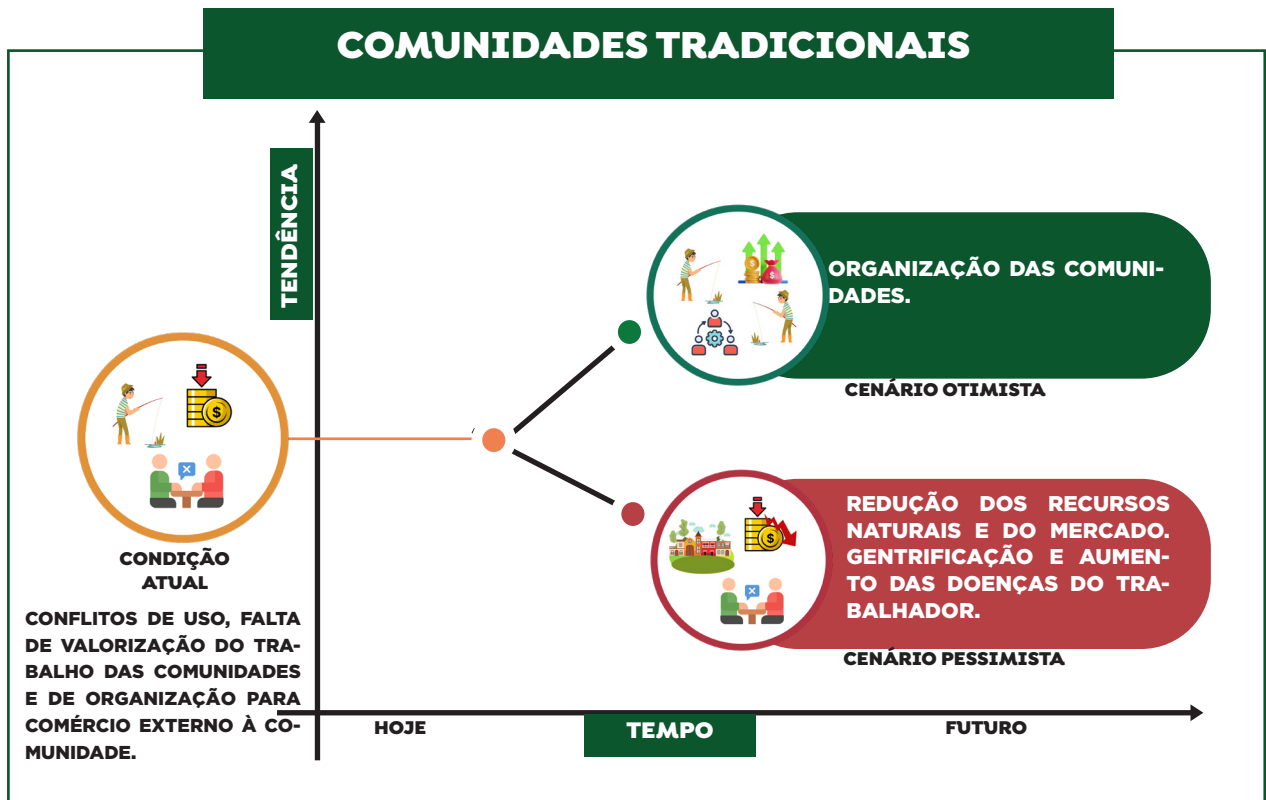 COMUNIDADES TRADICIONAIS
TENDÊNCIA
ORGANIZAÇÃO DAS COMUNI-
DADES.
CENÁRIO OTIMISTA
CONDIÇÃO
ATUAL
CONFLITOS DE USO, FALTA
DE VALORIZAÇÃO DO TRA-
BALHO DAS COMUNIDADES
E DE ORGANIZAÇÃO PARA
COMÉRCIO EXTERNO À CO-
MUNIDADE.
REDUÇÃO DOS RECURSOS
NATURAIS E DO MERCADO.
GENTRIFICAÇÃO E AUMEN-
TO DAS DOENÇAS DO TRA-
BALHADOR.
CENÁRIO PESSIMISTA
HOJE
TEMPO
FUTURO